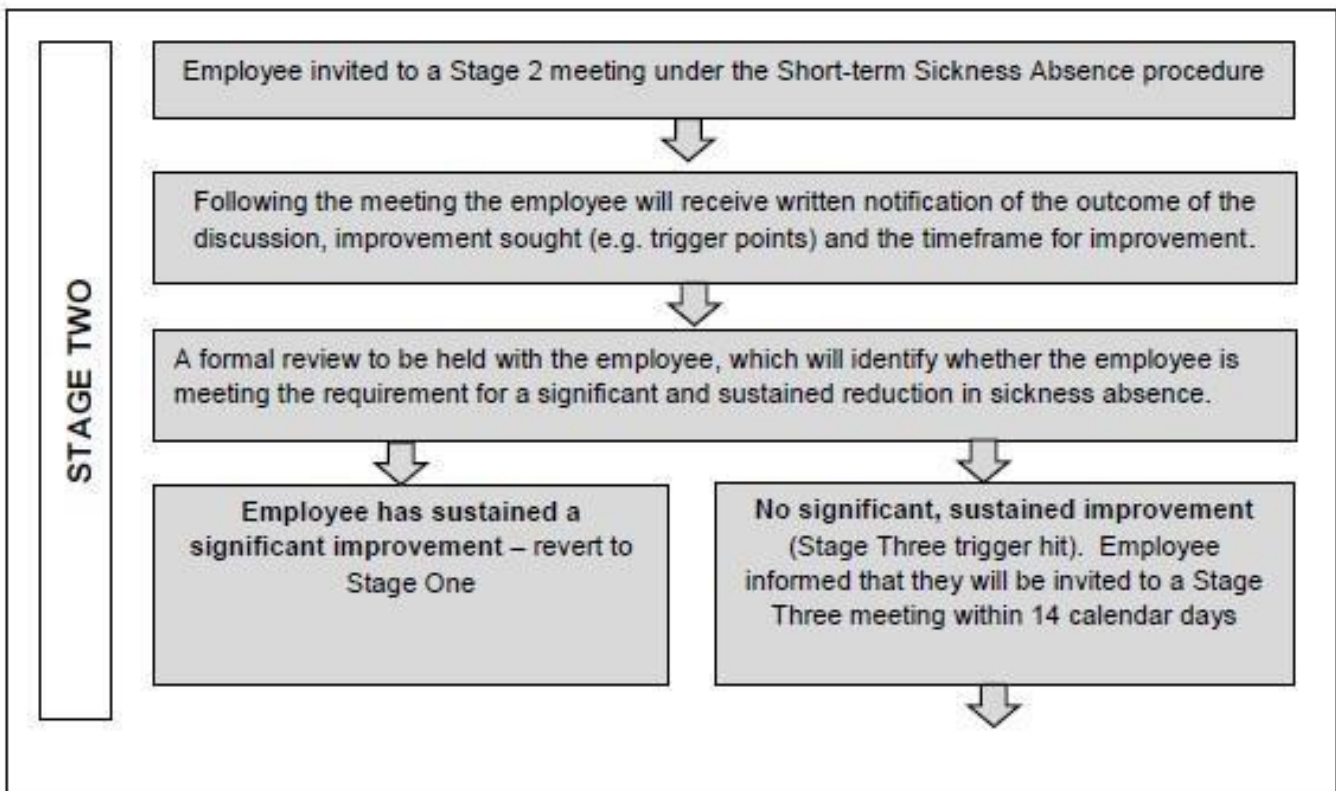 STAGE TWO
Employee invited to a Stage 2 meeting under the Short-term Sickness Absence procedure
Following the meeting the employee will receive written notification of the outcome of the
discussion, improvement sought (e.g. trigger points) and the timeframe for improvement.
A formal review to be held with the employee, which will identify whether the employee is
meeting the requirement for a significant and sustained reduction in sickness absence.
Employee has sustained a
significant improvement – revert to
Stage One
No significant, sustained improvement
(Stage Three trigger hit). Employee
informed that they will be invited to a Stage
Three meeting within 14 calendar days